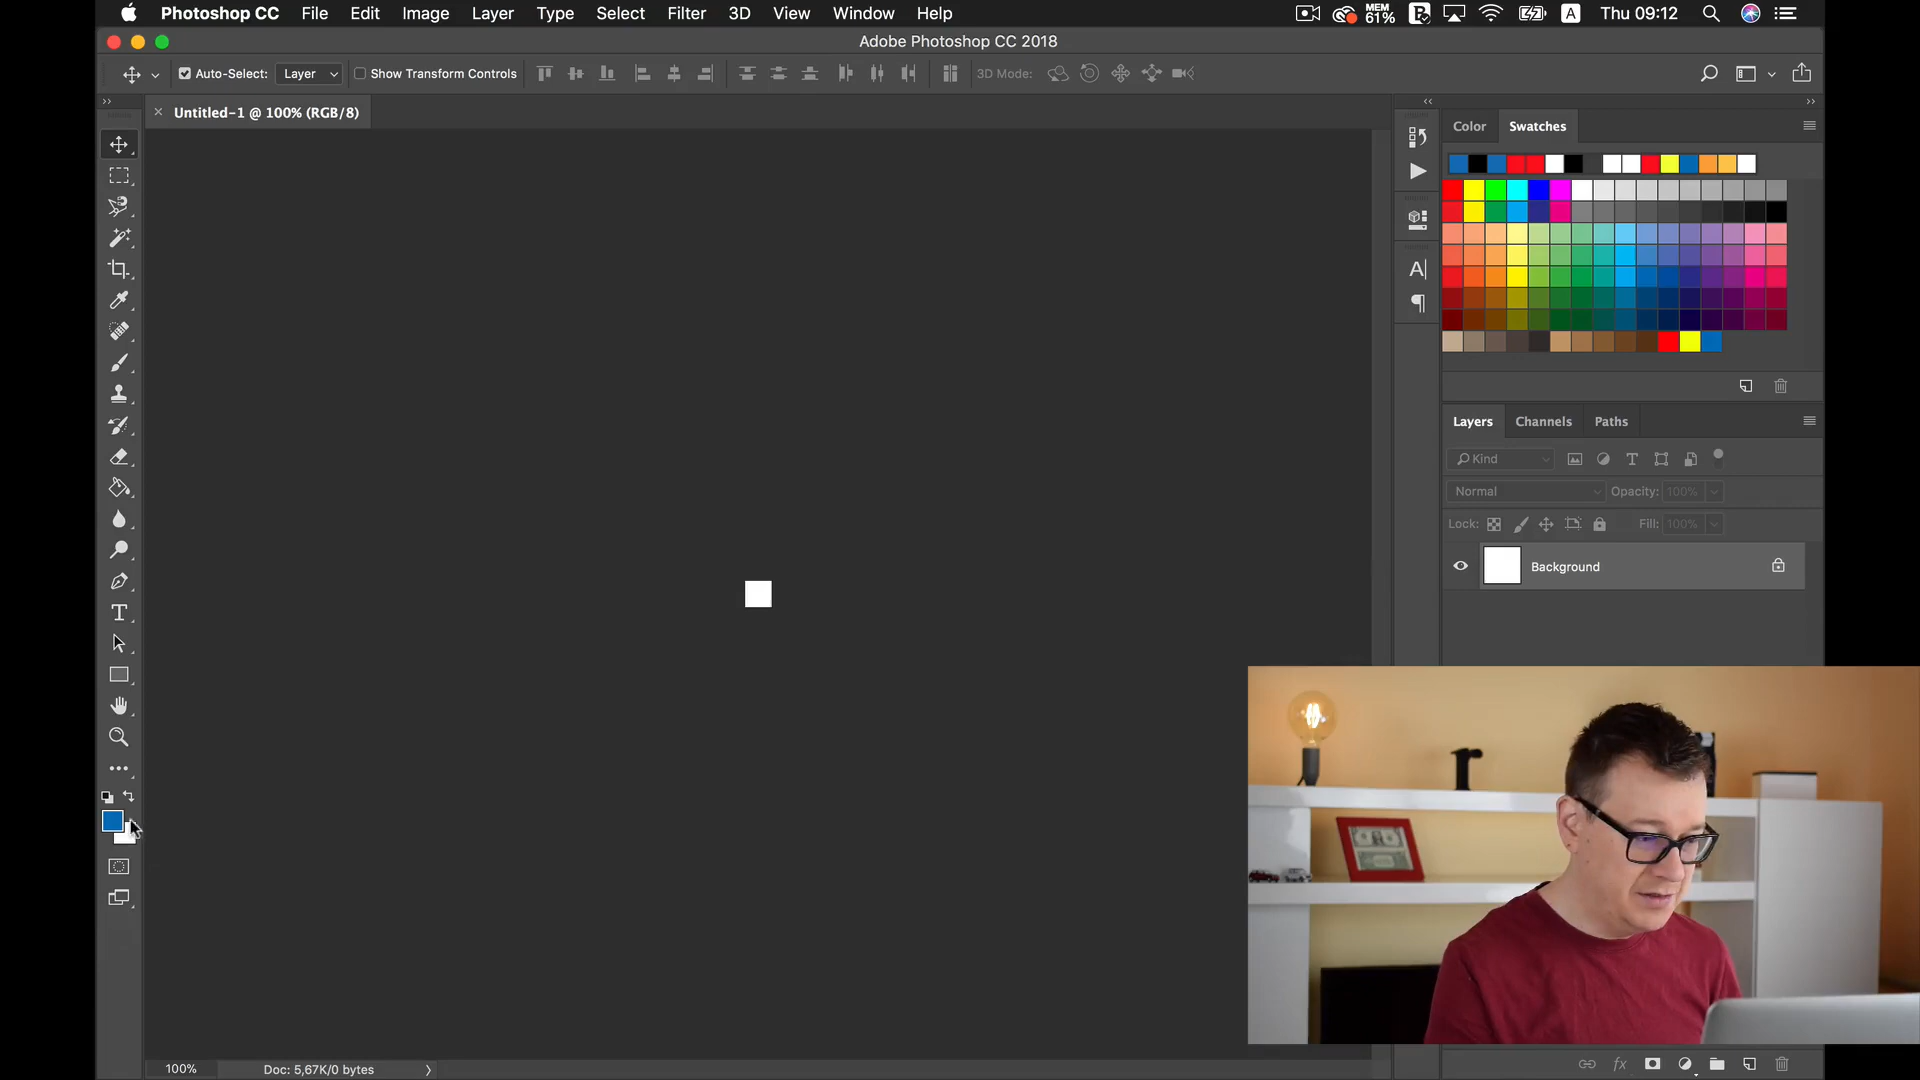 Photoshop CC File Edit Image Layer Type Select Filter 3D View Window Help MEM 61% A Thu 09:12
Adobe Photoshop CC 2018
Auto-Select: Layer Show Transform Controls 3D Mode:
Untitled-1 @ 100% (RGB/8)
Color Swatches
Layers Channels Paths
Kind
Normal Opacity: 100%
Lock: Fill: 100%
Background
100% Doc: 5,67K/0 bytes